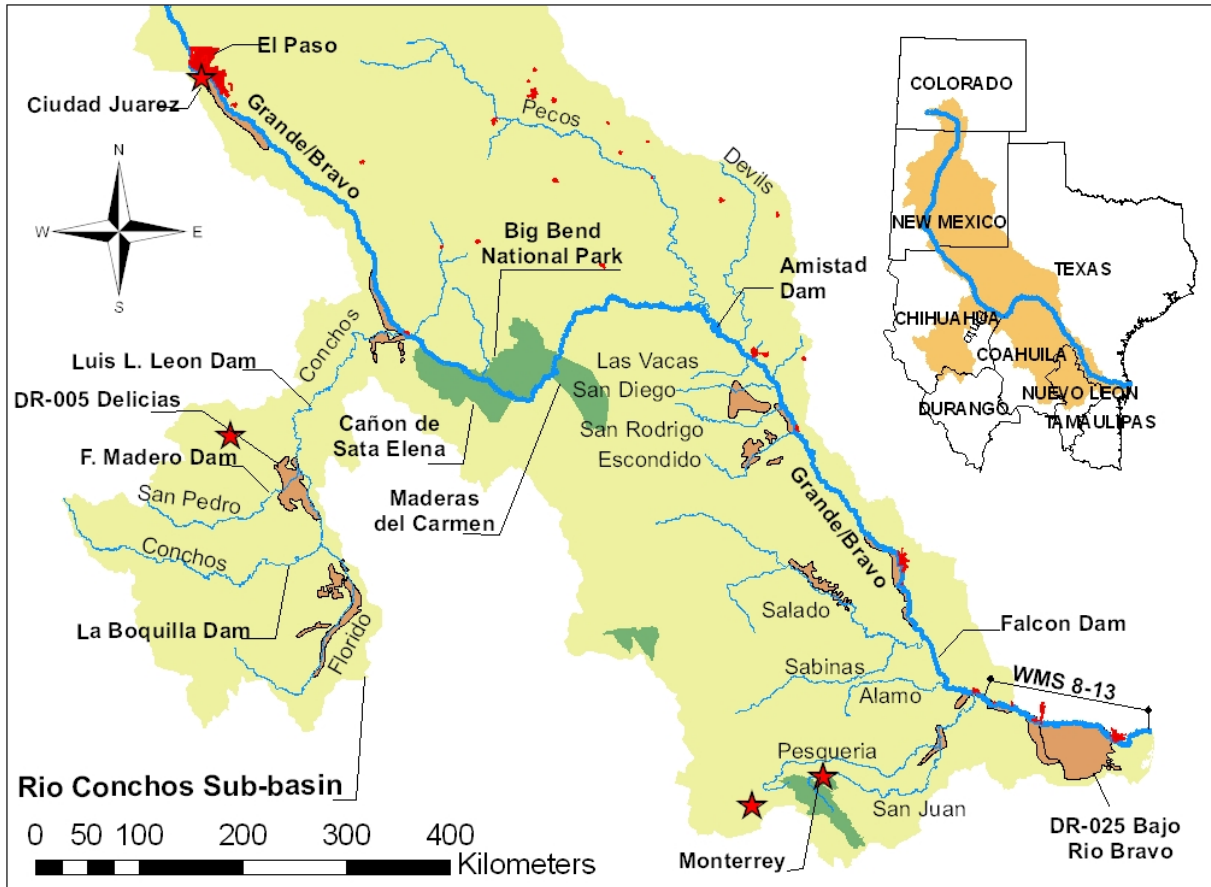 El Paso
Ciudad Juarez
Grande/Bravo
Pecos
Devils
N
W
E
S
Big Bend
National Park
Amistad
Dam
Conchos
Luis L. Leon Dam
DR-005 Delicias
F. Madero Dam
San Pedro
Conchos
La Boquilla Dam
Florido
Cañon de
Sata Elena
Maderas
del Carmen
Las Vacas
San Diego
San Rodrigo
Escondido
Grande/Bravo
Salado
Sabinas
Alamo
Falcon Dam
WMS 8-13
Pesqueria
San Juan
Monterrey
DR-025 Bajo
Rio Bravo
Rio Conchos Sub-basin
0 50 100 200 300 400
Kilometers
COLORADO
NEW MEXICO
TEXAS
CHIHUAHUA
COAHUILA
NUEVO LEON
DURANGO
TAMAULIPAS